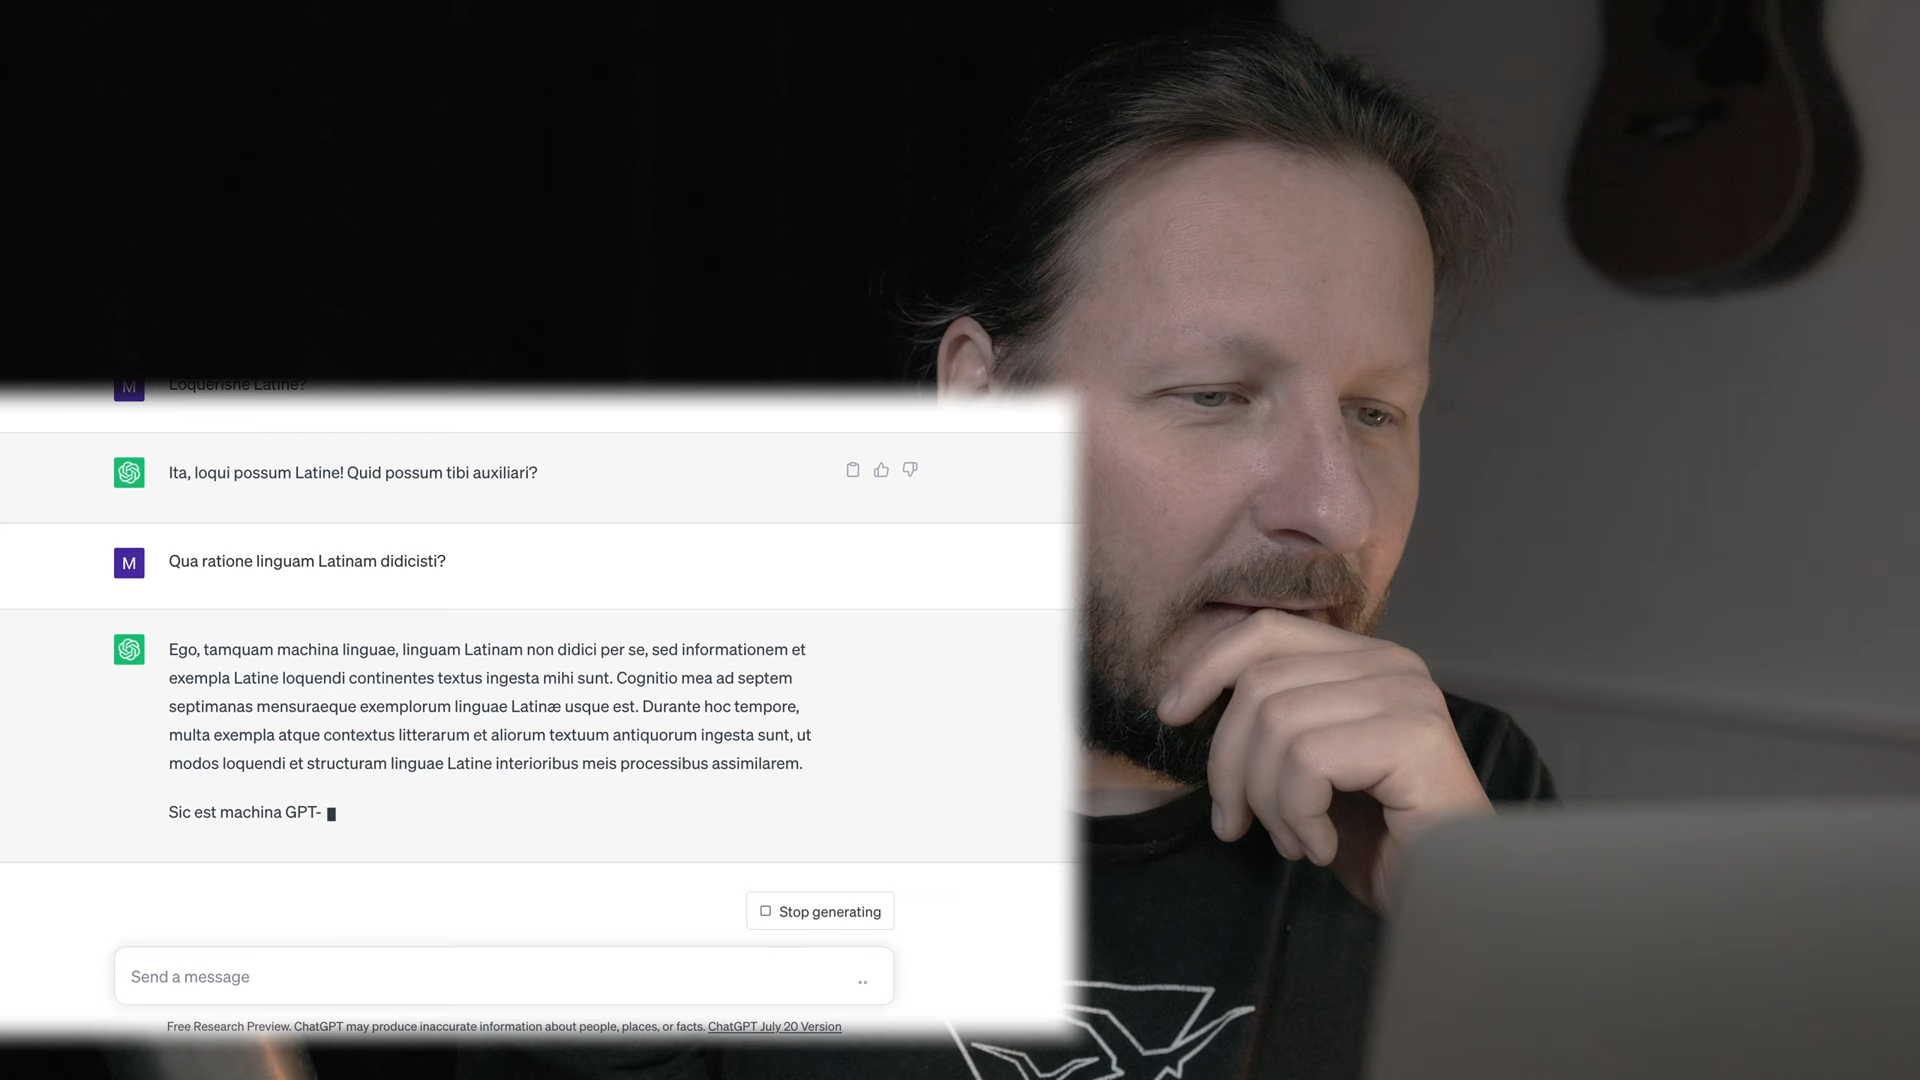 M
Loquerisne Latine?
Ita, loqui possum Latine! Quid possum tibi auxiliari?
M
Qua ratione linguam Latinam didicisti?
Ego, tamquam machina linguae, linguam Latinam non didici per se, sed informationem et
exempla Latine loquendi continentes textus ingesta mihi sunt. Cognitio mea ad septem
septimanas mensuraeque exemplorum linguae Latinæ usque est. Durante hoc tempore,
multa exempla atque contextus litterarum et aliorum textuum antiquorum ingesta sunt, ut
modos loquendi et structuram linguae Latine interioribus meis processibus assimilarem.
Sic est machina GPT-
Stop generating
Send a message
Free Research Preview. ChatGPT may produce inaccurate information about people, places, or facts. ChatGPT July 20 Version